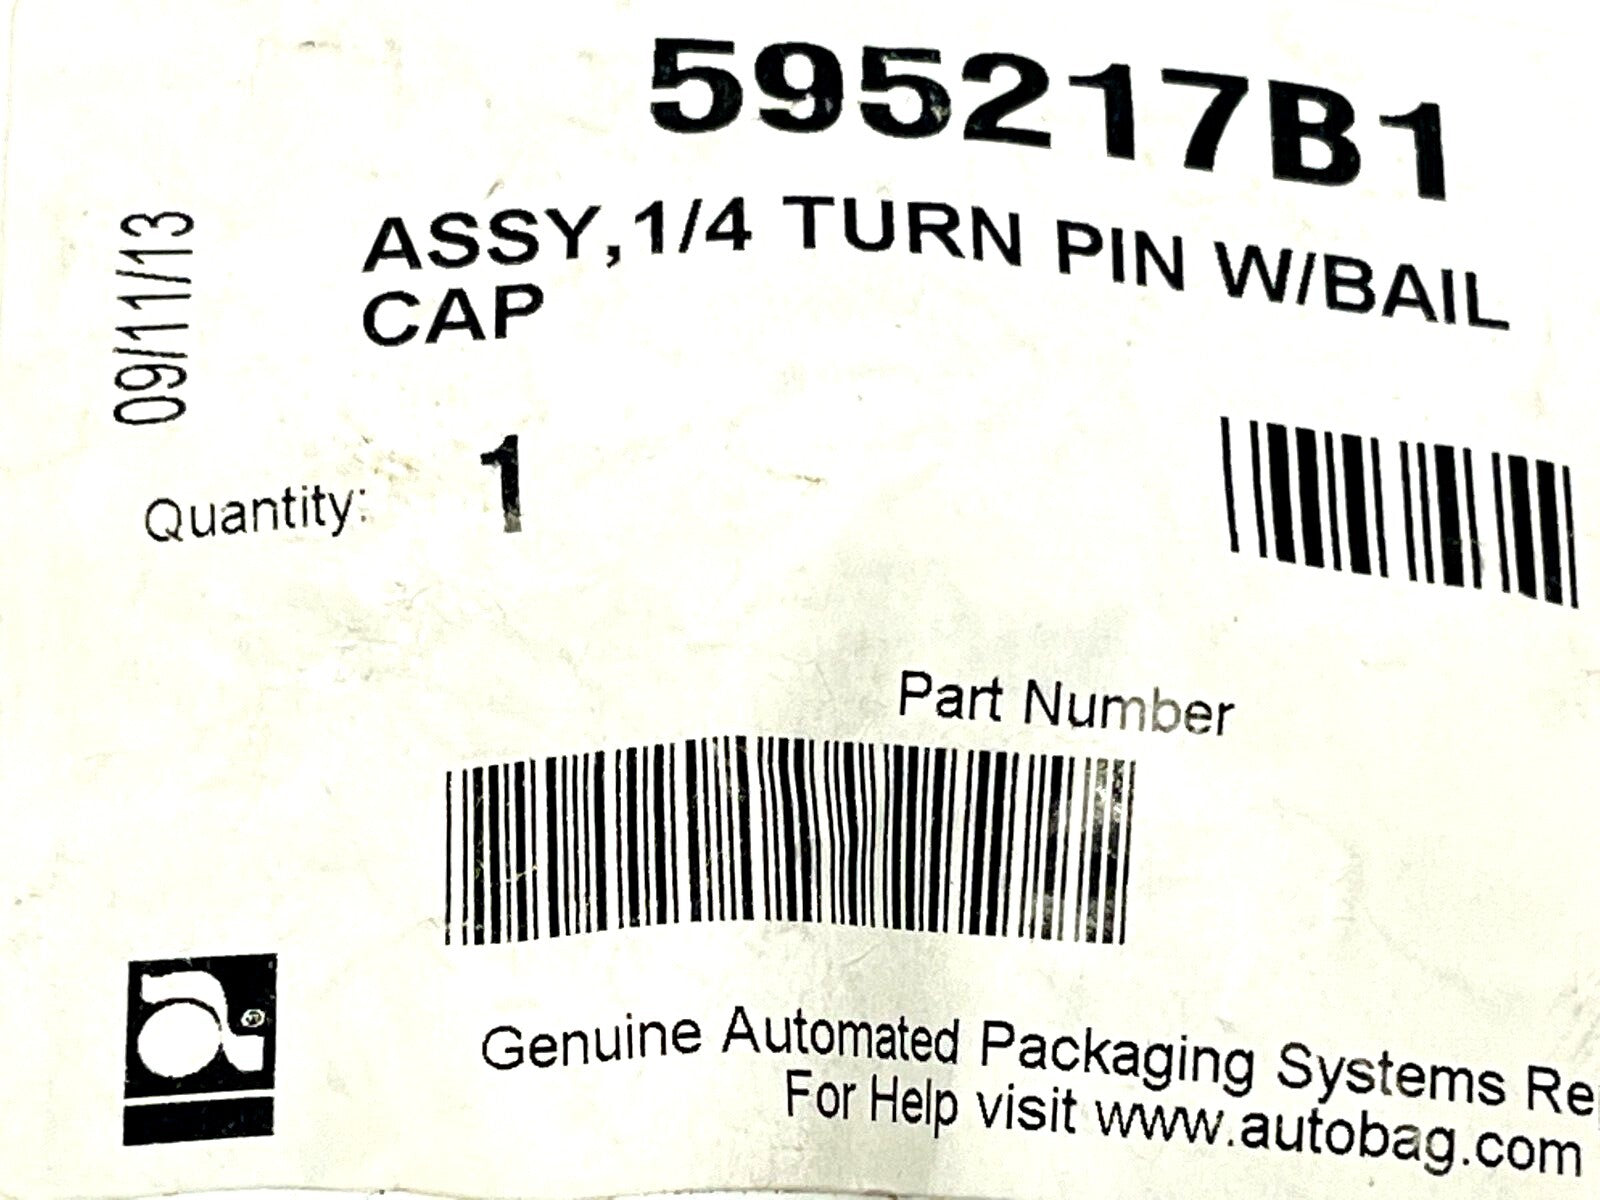 595217B1
ASSY,1/4 TURN PIN W/BAIL
CAP
09/11/13
Quantity: 1
Part Number
Genuine Automated Packaging Systems
For Help visit www.autobag.com